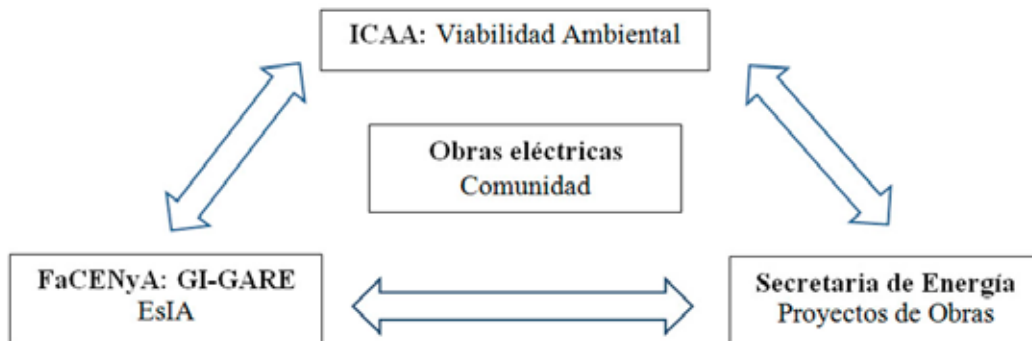 ICAA: Viabilidad Ambiental
Obras eléctricas
Comunidad
FaCENyA: GI-GARE
EsIA
Secretaria de Energía
Proyectos de Obras